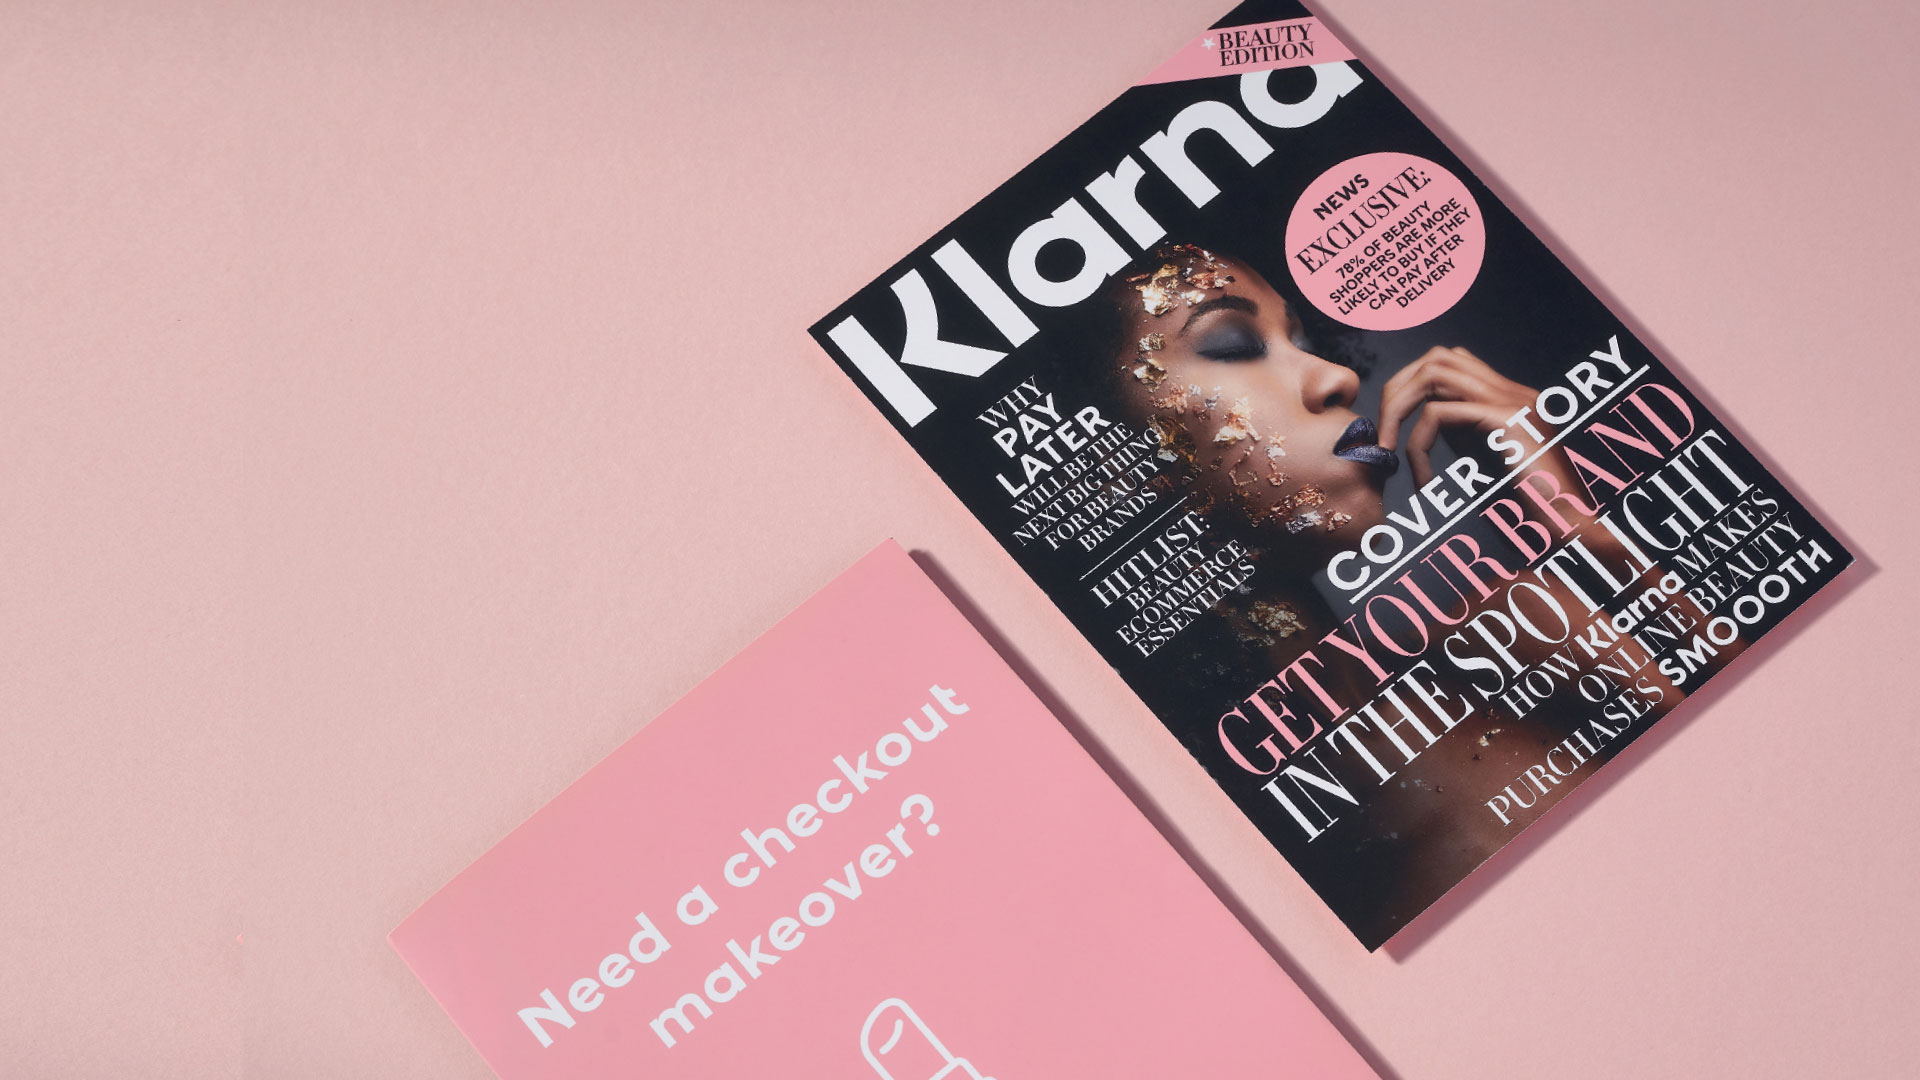 BEAUTY
EDITION
Klarna
NEWS
EXCLUSIVE:
78% OF BEAUTY
SHOPPERS ARE MORE
LIKELY TO BUY IF THEY
CAN PAY AFTER
DELIVERY
WHY
PAY
LATER
WILL BE THE
NEXT BIG THING
FOR BEAUTY
BRANDS
HITLIST:
BEAUTY
ECOMMERCE
ESSENTIALS
COVER STORY
GET YOUR BRAND
IN THE SPOTLIGHT
HOW Klarna MAKES
ONLINE BEAUTY
PURCHASES SMOOOTH
Need a checkout
makeover?